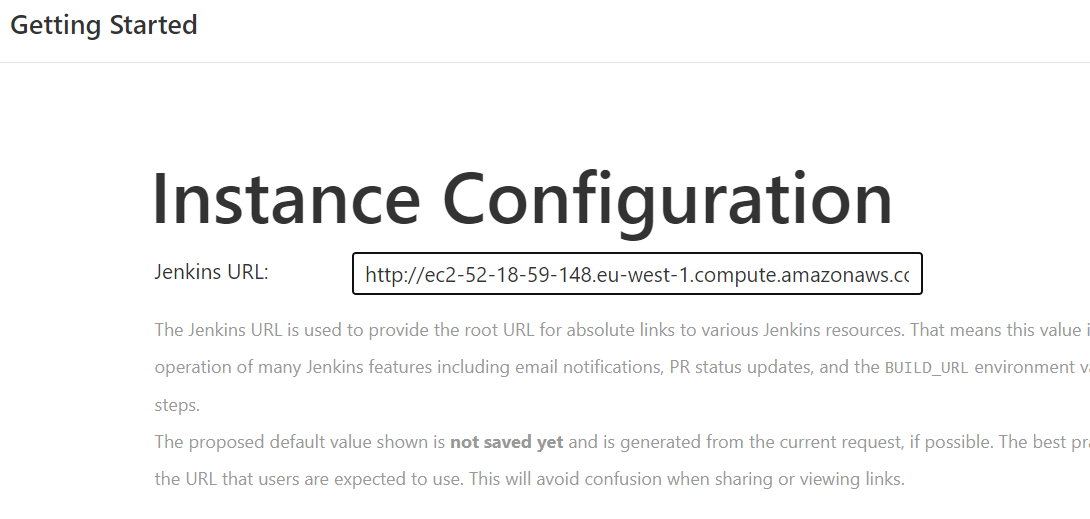 Getting Started
Instance Configuration
Jenkins URL:
http://ec2-52-18-59-148.eu-west-1.compute.amazonaws.co
The Jenkins URL is used to provide the root URL for absolute links to various Jenkins resources. That means this value i
operation of many Jenkins features including email notifications, PR status updates, and the BUILD_URL environment va
steps.
The proposed default value shown is not saved yet and is generated from the current request, if possible. The best pra
the URL that users are expected to use. This will avoid confusion when sharing or viewing links.